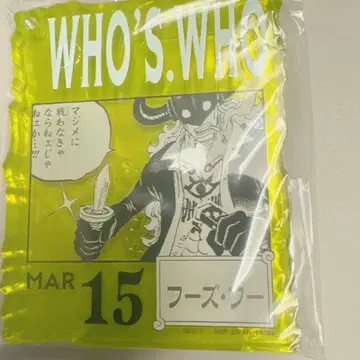 WHO'S.WHO
マジメに
戦わなきゃ
ならねェじゃ
ねェか…!!!
MAR 15
フーズ・フー